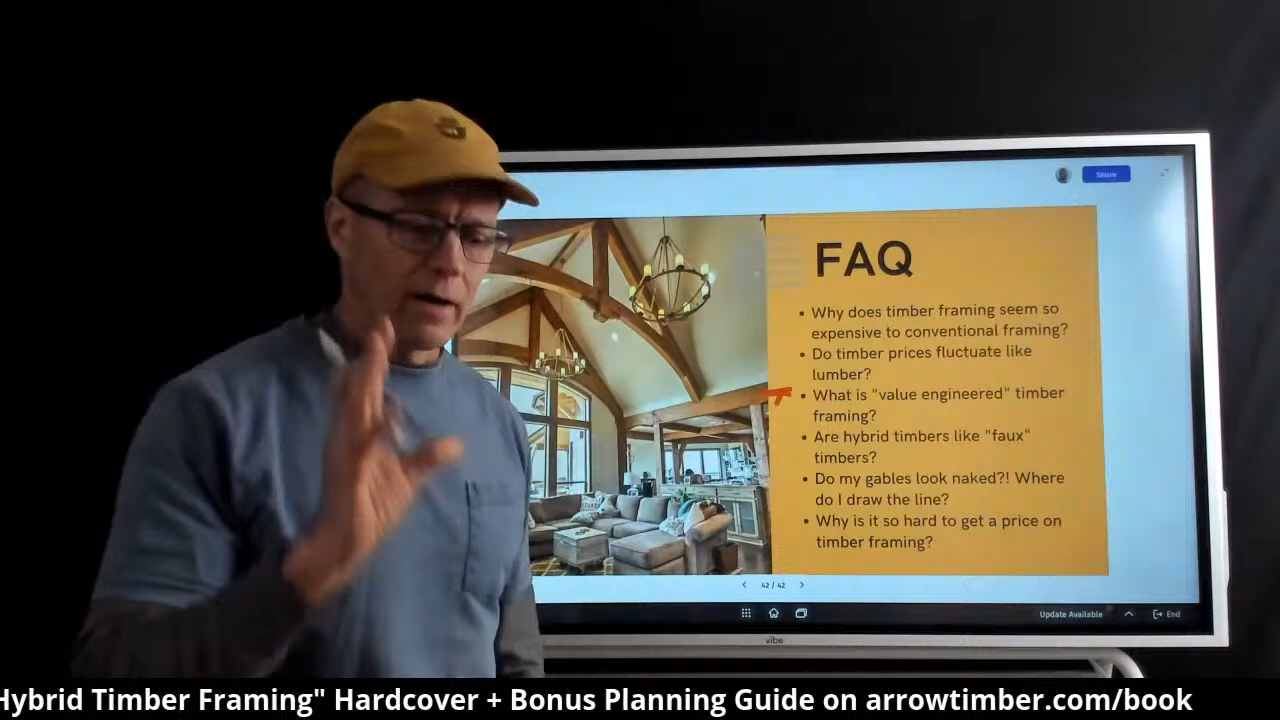 Share
FAQ
• Why does timber framing seem so
expensive to conventional framing?
• Do timber prices fluctuate like
lumber?
• What is "value engineered" timber
framing?
• Are hybrid timbers like "faux"
timbers?
• Do my gables look naked?! Where
do I draw the line?
• Why is it so hard to get a price on
timber framing?
42 / 42
Update Available
End
vibe
Hybrid Timber Framing" Hardcover + Bonus Planning Guide on arrowtimber.com/book